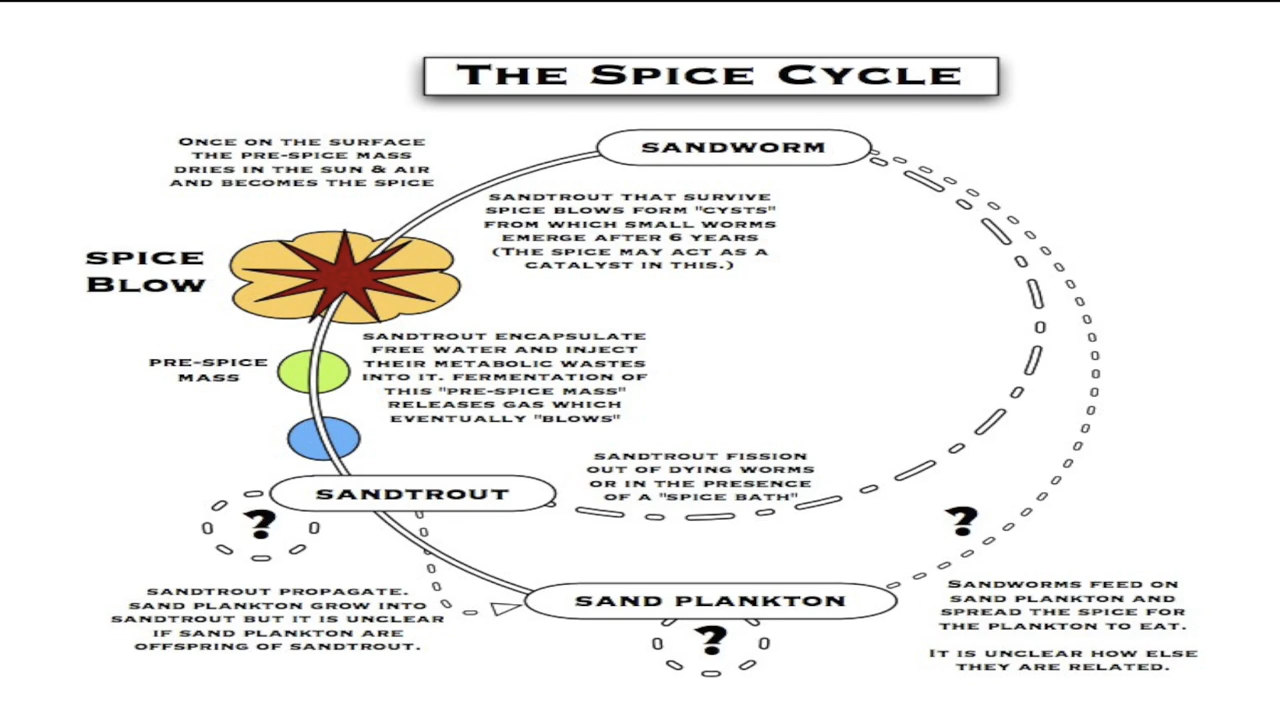 THE SPICE CYCLE
ONCE ON THE SURFACE
THE PRE-SPICE MASS
DRIES IN THE SUN & AIR
AND BECOMES THE SPICE
SANDWORM
SANDTROUT THAT SURVIVE
SPICE BLOWS FORM "CYSTS"
FROM WHICH SMALL WORMS
EMERGE AFTER 6 YEARS
(THE SPICE MAY ACT AS A
CATALYST IN THIS.)
SPICE
BLOW
SANDTROUT ENCAPSULATE
FREE WATER AND INJECT
THEIR METABOLIC WASTES
INTO IT. FERMENTATION OF
THIS "PRE-SPICE MASS"
RELEASES GAS WHICH
EVENTUALLY "BLOWS"
PRE-SPICE
MASS
SANDTROUT FISSION
OUT OF DYING WORMS
OR IN THE PRESENCE
OF A "SPICE BATH"
SANDTROUT
?
?
SANDTROUT PROPAGATE.
SAND PLANKTON GROW INTO
SANDTROUT BUT IT IS UNCLEAR
IF SAND PLANKTON ARE
OFFSPRING OF SANDTROUT.
SAND PLANKTON
?
SANDWORMS FEED ON
SAND PLANKTON AND
SPREAD THE SPICE FOR
THE PLANKTON TO EAT.
IT IS UNCLEAR HOW ELSE
THEY ARE RELATED.